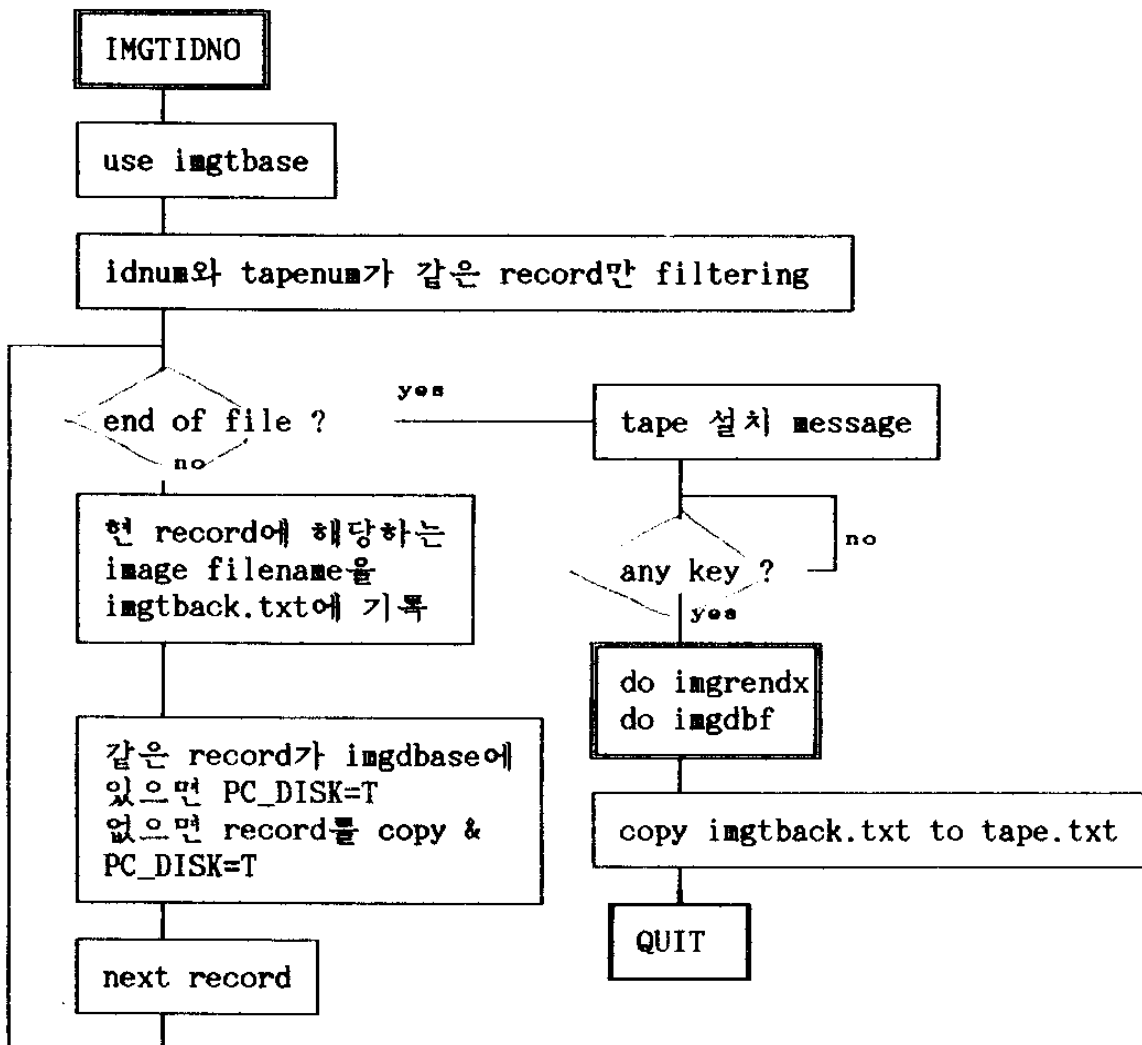 IMGTIDNO
use imgtbase
idnum와 tapenum가 같은 record만 filtering
end of file ?
yes
no
현 record에 해당하는
image filename을
imgtback.txt에 기록
같은 record가 imgdbase에
있으면 PC_DISK=T
없으면 record를 copy &
PC_DISK=T
next record
tape 설치 message
any key ?
no
yes
do imgrendx
do imgdbf
copy imgtback.txt to tape.txt
QUIT